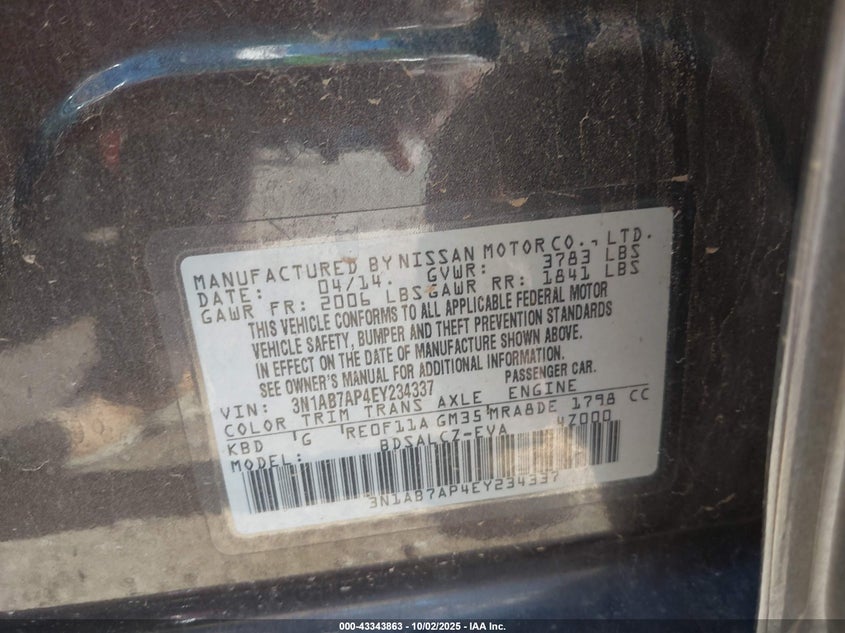 MANUFACTURED BY NISSAN MOTOR CO., LTD.
DATE: 04/14. GVWR: 3783 LBS
GAWR FR: 2006 LBS GAWR RR: 1841 LBS
THIS VEHICLE CONFORMS TO ALL APPLICABLE FEDERAL MOTOR
VEHICLE SAFETY, BUMPER AND THEFT PREVENTION STANDARDS
IN EFFECT ON THE DATE OF MANUFACTURE SHOWN ABOVE.
SEE OWNER'S MANUAL FOR ADDITIONAL INFORMATION.
VIN: 3N1AB7AP4EY234337 PASSENGER CAR.
COLOR TRIM TRANS AXLE ENGINE
KBD G RE0F11A GM35 MRA8DE 1798 CC
MODEL: BDSALCZ-EVA 4Z000
3N1AB7AP4EY234337
000-43343863 - 10/02/2025 - IAA Inc.